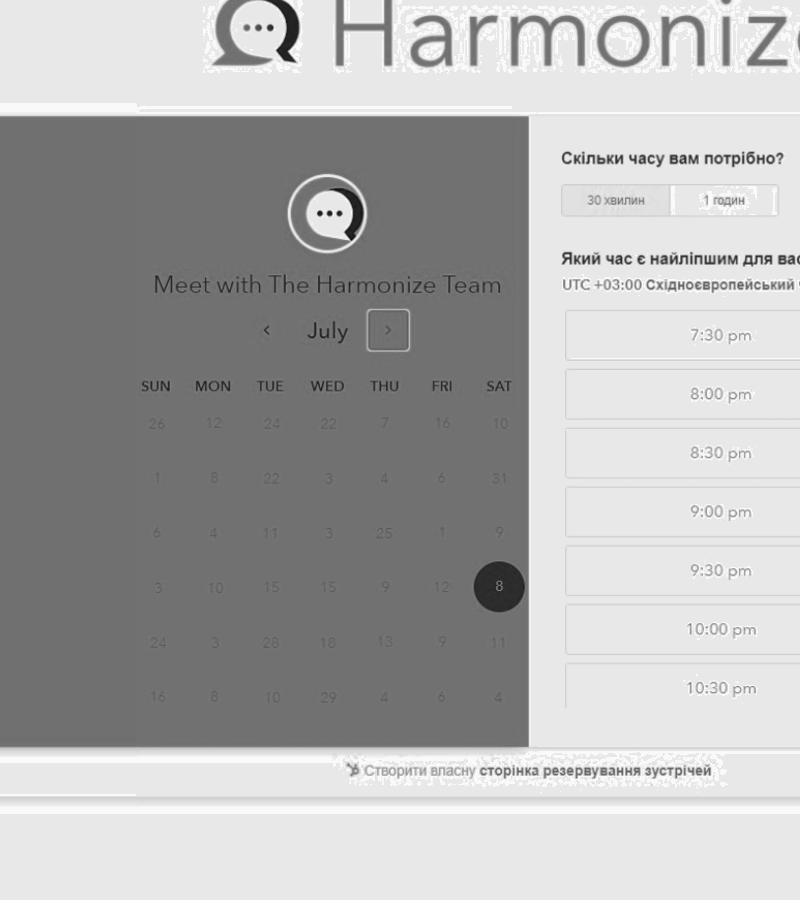 Harmoniz
Meet with The Harmonize Team
July
SUN MON TUE WED THU FRI SAT
26 12 24 22 7 16 10
1 8 22 3 4 6 31
6 4 11 3 25 1 9
3 10 15 15 9 12 8
24 3 28 18 13 9 11
16 8 10 29 4 6 4
Скільки часу вам потрібно?
30 хвилин 1 годин
Який час є найліпшим для вас
UTC +03:00 Східноєвропейський
7:30 pm
8:00 pm
8:30 pm
9:00 pm
9:30 pm
10:00 pm
10:30 pm
Створити власну сторінка резервування зустрічей